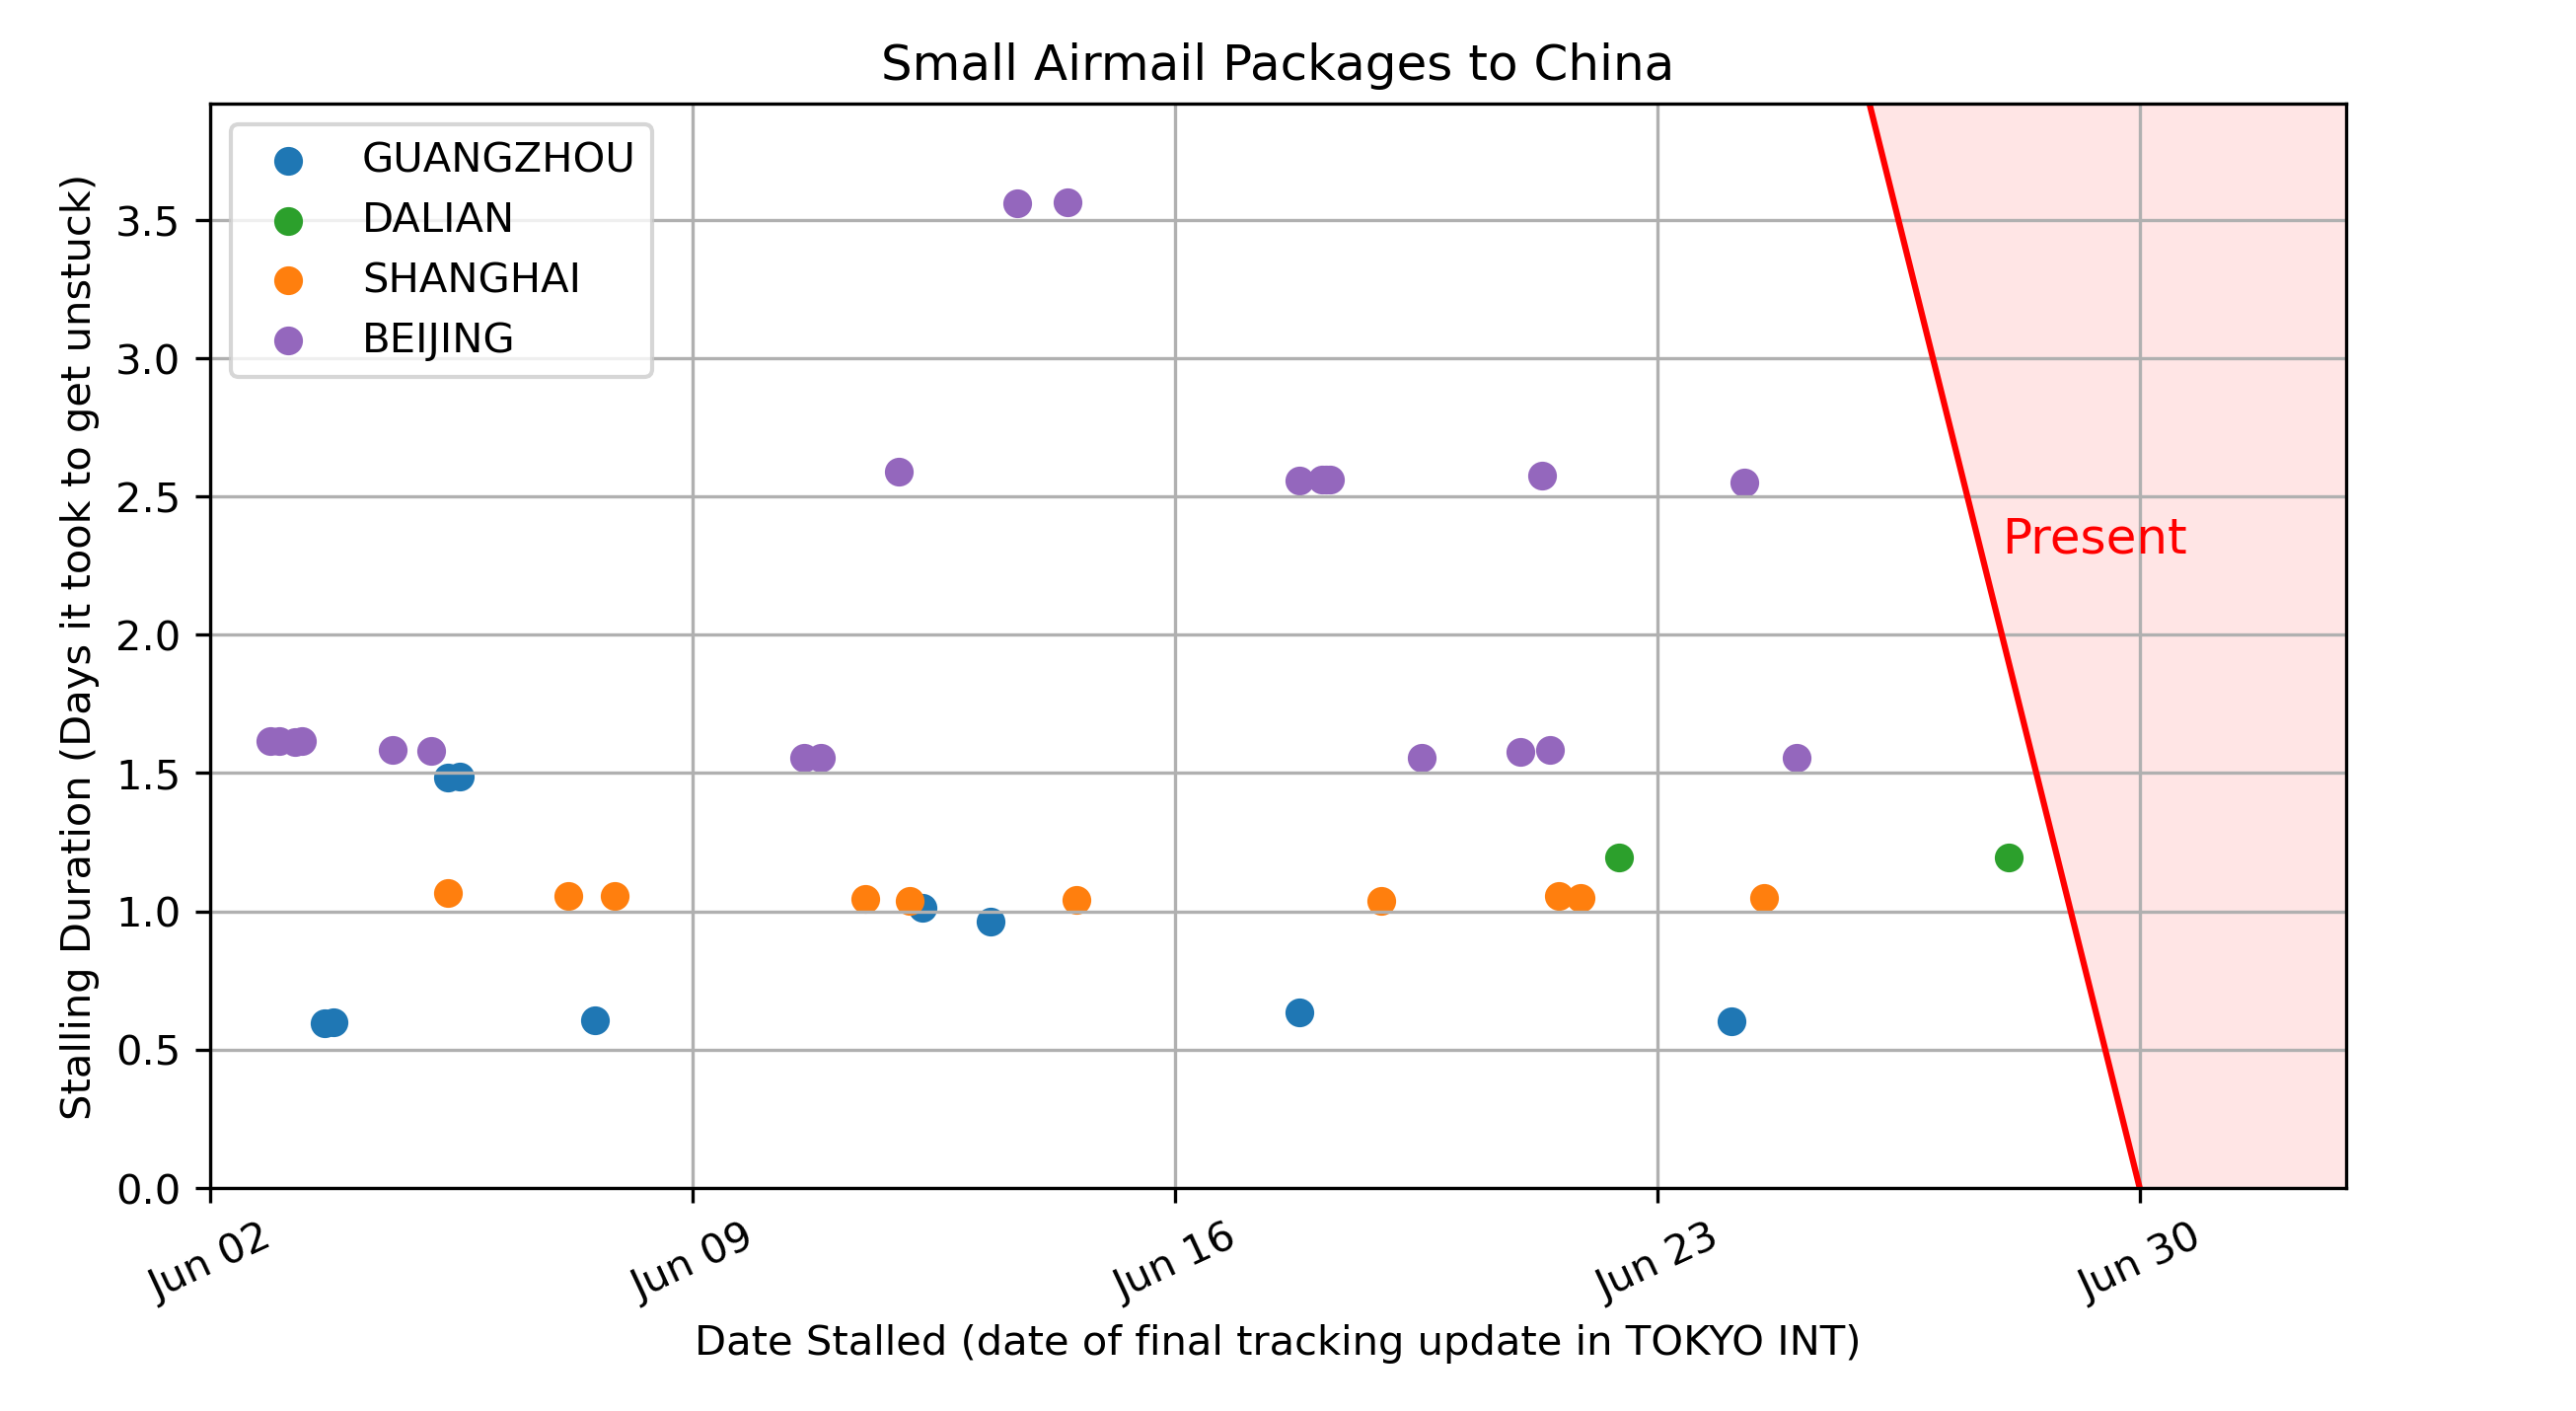 Small Airmail Packages to China
GUANGZHOU
DALIAN
SHANGHAI
BEIJING
Stalling Duration (Days it took to get unstuck)
3.5
3.0
2.5
2.0
1.5
1.0
0.5
0.0
Present
Jun 02
Jun 09
Jun 16
Jun 23
Jun 30
Date Stalled (date of final tracking update in TOKYO INT)